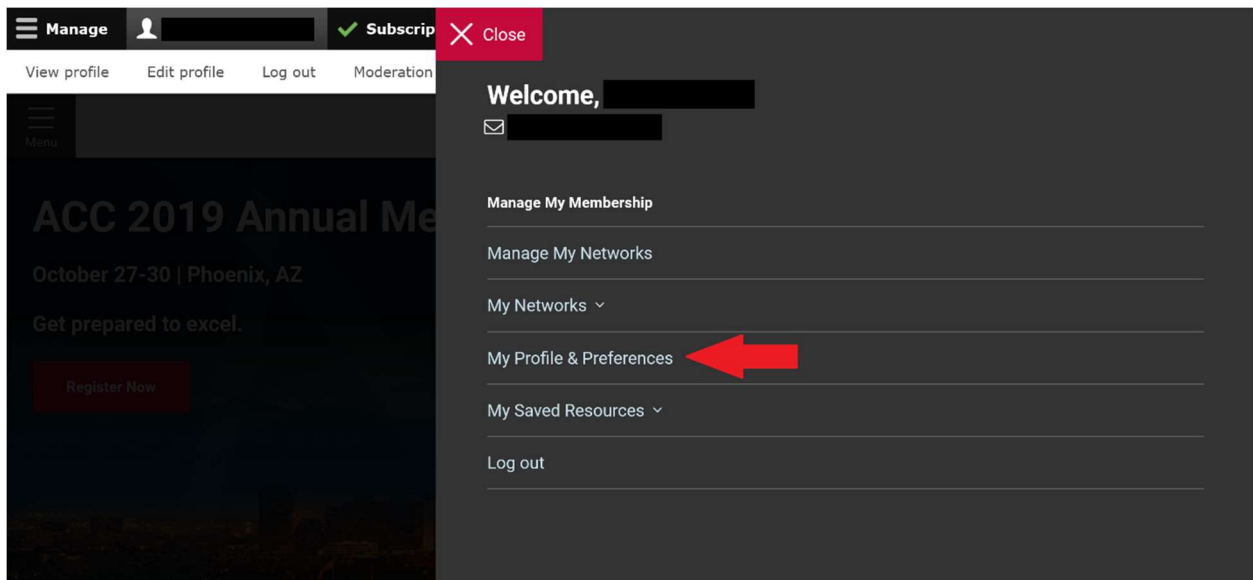 Manage
Subscrip
Close
View profile
Edit profile
Log out
Moderation
Welcome,
Menu
Manage My Membership
ACC 2019 Annual Me
Manage My Networks
October 27-30 | Phoenix, AZ
My Networks
Get prepared to excel.
My Profile & Preferences
Register Now
My Saved Resources
Log out